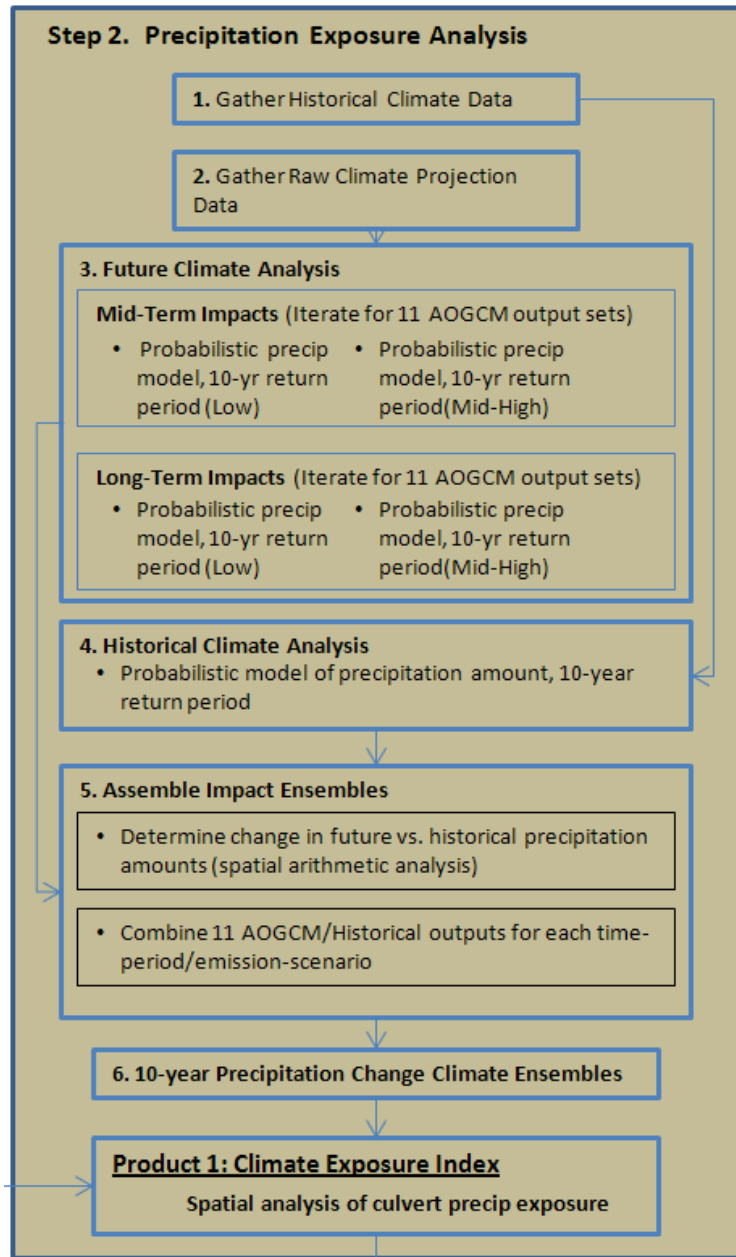 Step 2. Precipitation Exposure Analysis
1. Gather Historical Climate Data
2. Gather Raw Climate Projection
Data
3. Future Climate Analysis
Mid-Term Impacts (Iterate for 11 AOGCM output sets)
• Probabilistic precip
model, 10-yr return
period (Low)
• Probabilistic precip
model, 10-yr return
period(Mid-High)
Long-Term Impacts (Iterate for 11 AOGCM output sets)
• Probabilistic precip
model, 10-yr return
period (Low)
• Probabilistic precip
model, 10-yr return
period(Mid-High)
4. Historical Climate Analysis
• Probabilistic model of precipitation amount, 10-year
return period
5. Assemble Impact Ensembles
• Determine change in future vs. historical precipitation
amounts (spatial arithmetic analysis)
• Combine 11 AOGCM/Historical outputs for each time-
period/emission-scenario
6. 10-year Precipitation Change Climate Ensembles
Product 1: Climate Exposure Index
Spatial analysis of culvert precip exposure